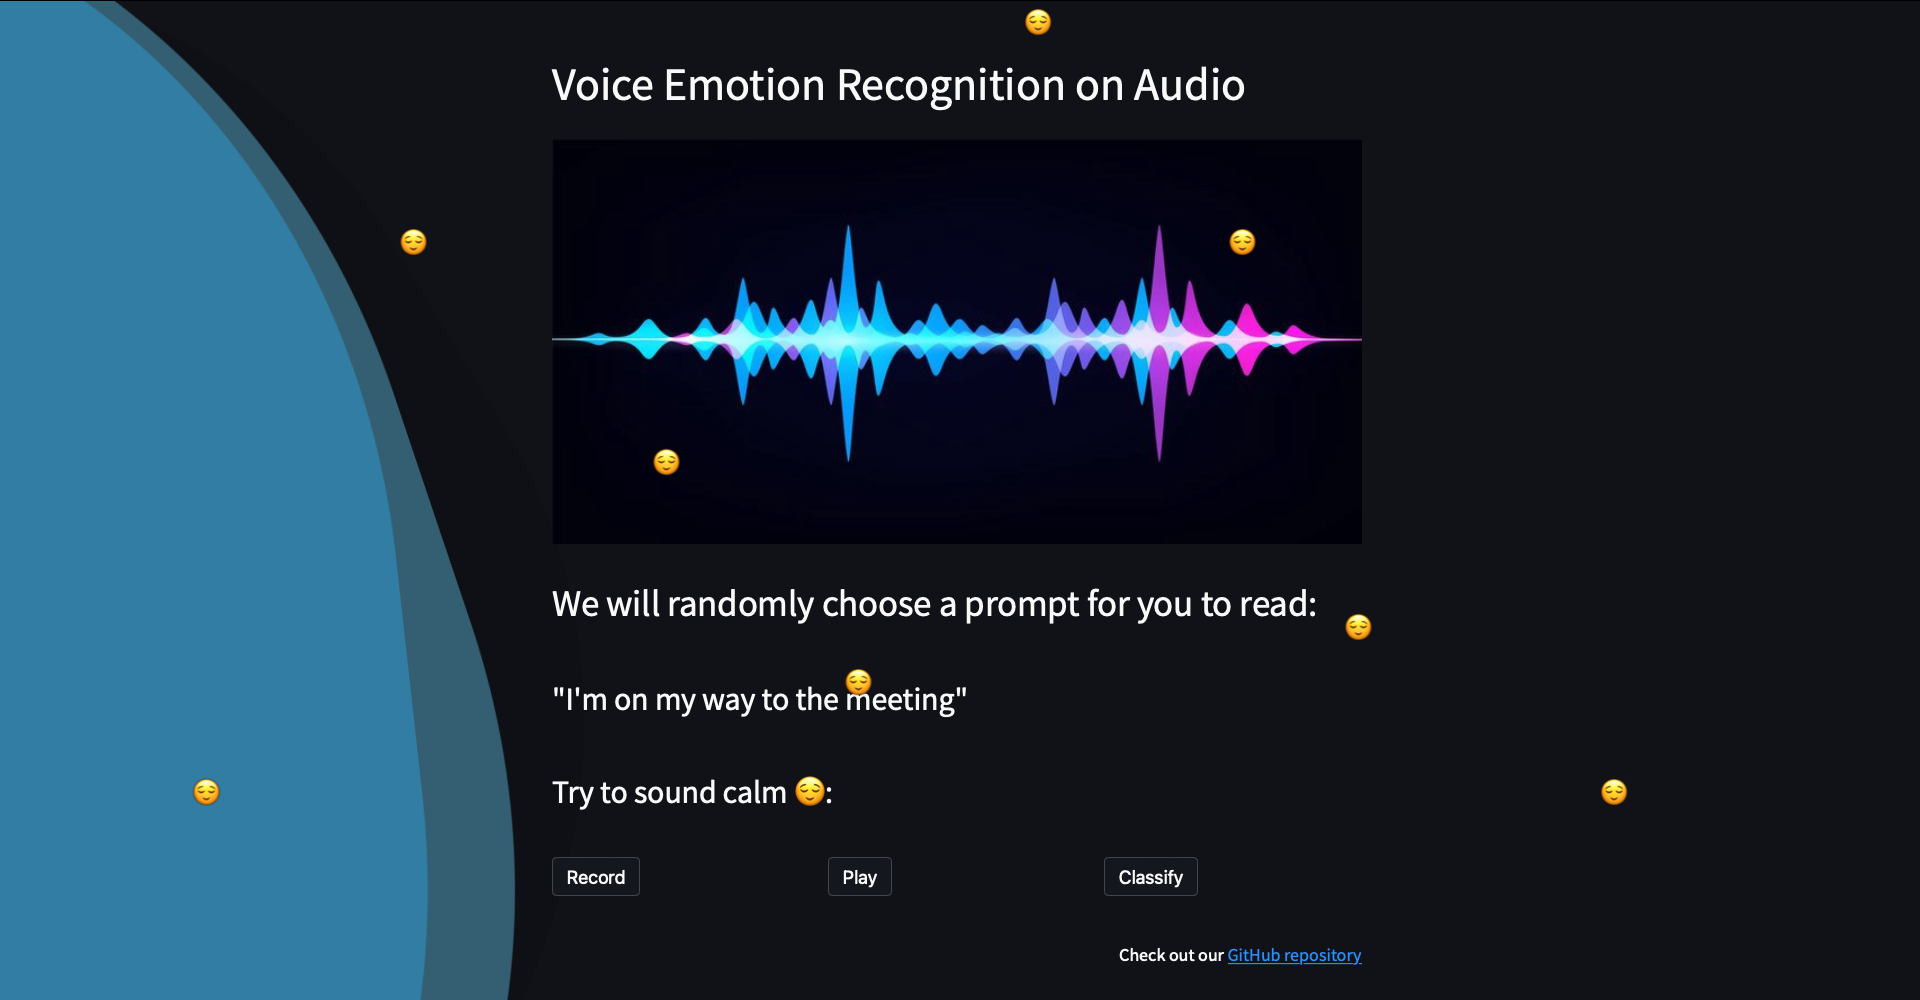 Voice Emotion Recognition on Audio
We will randomly choose a prompt for you to read:
"I'm on my way to the meeting"
Try to sound calm 😌:
Record
Play
Classify
Check out our GitHub repository